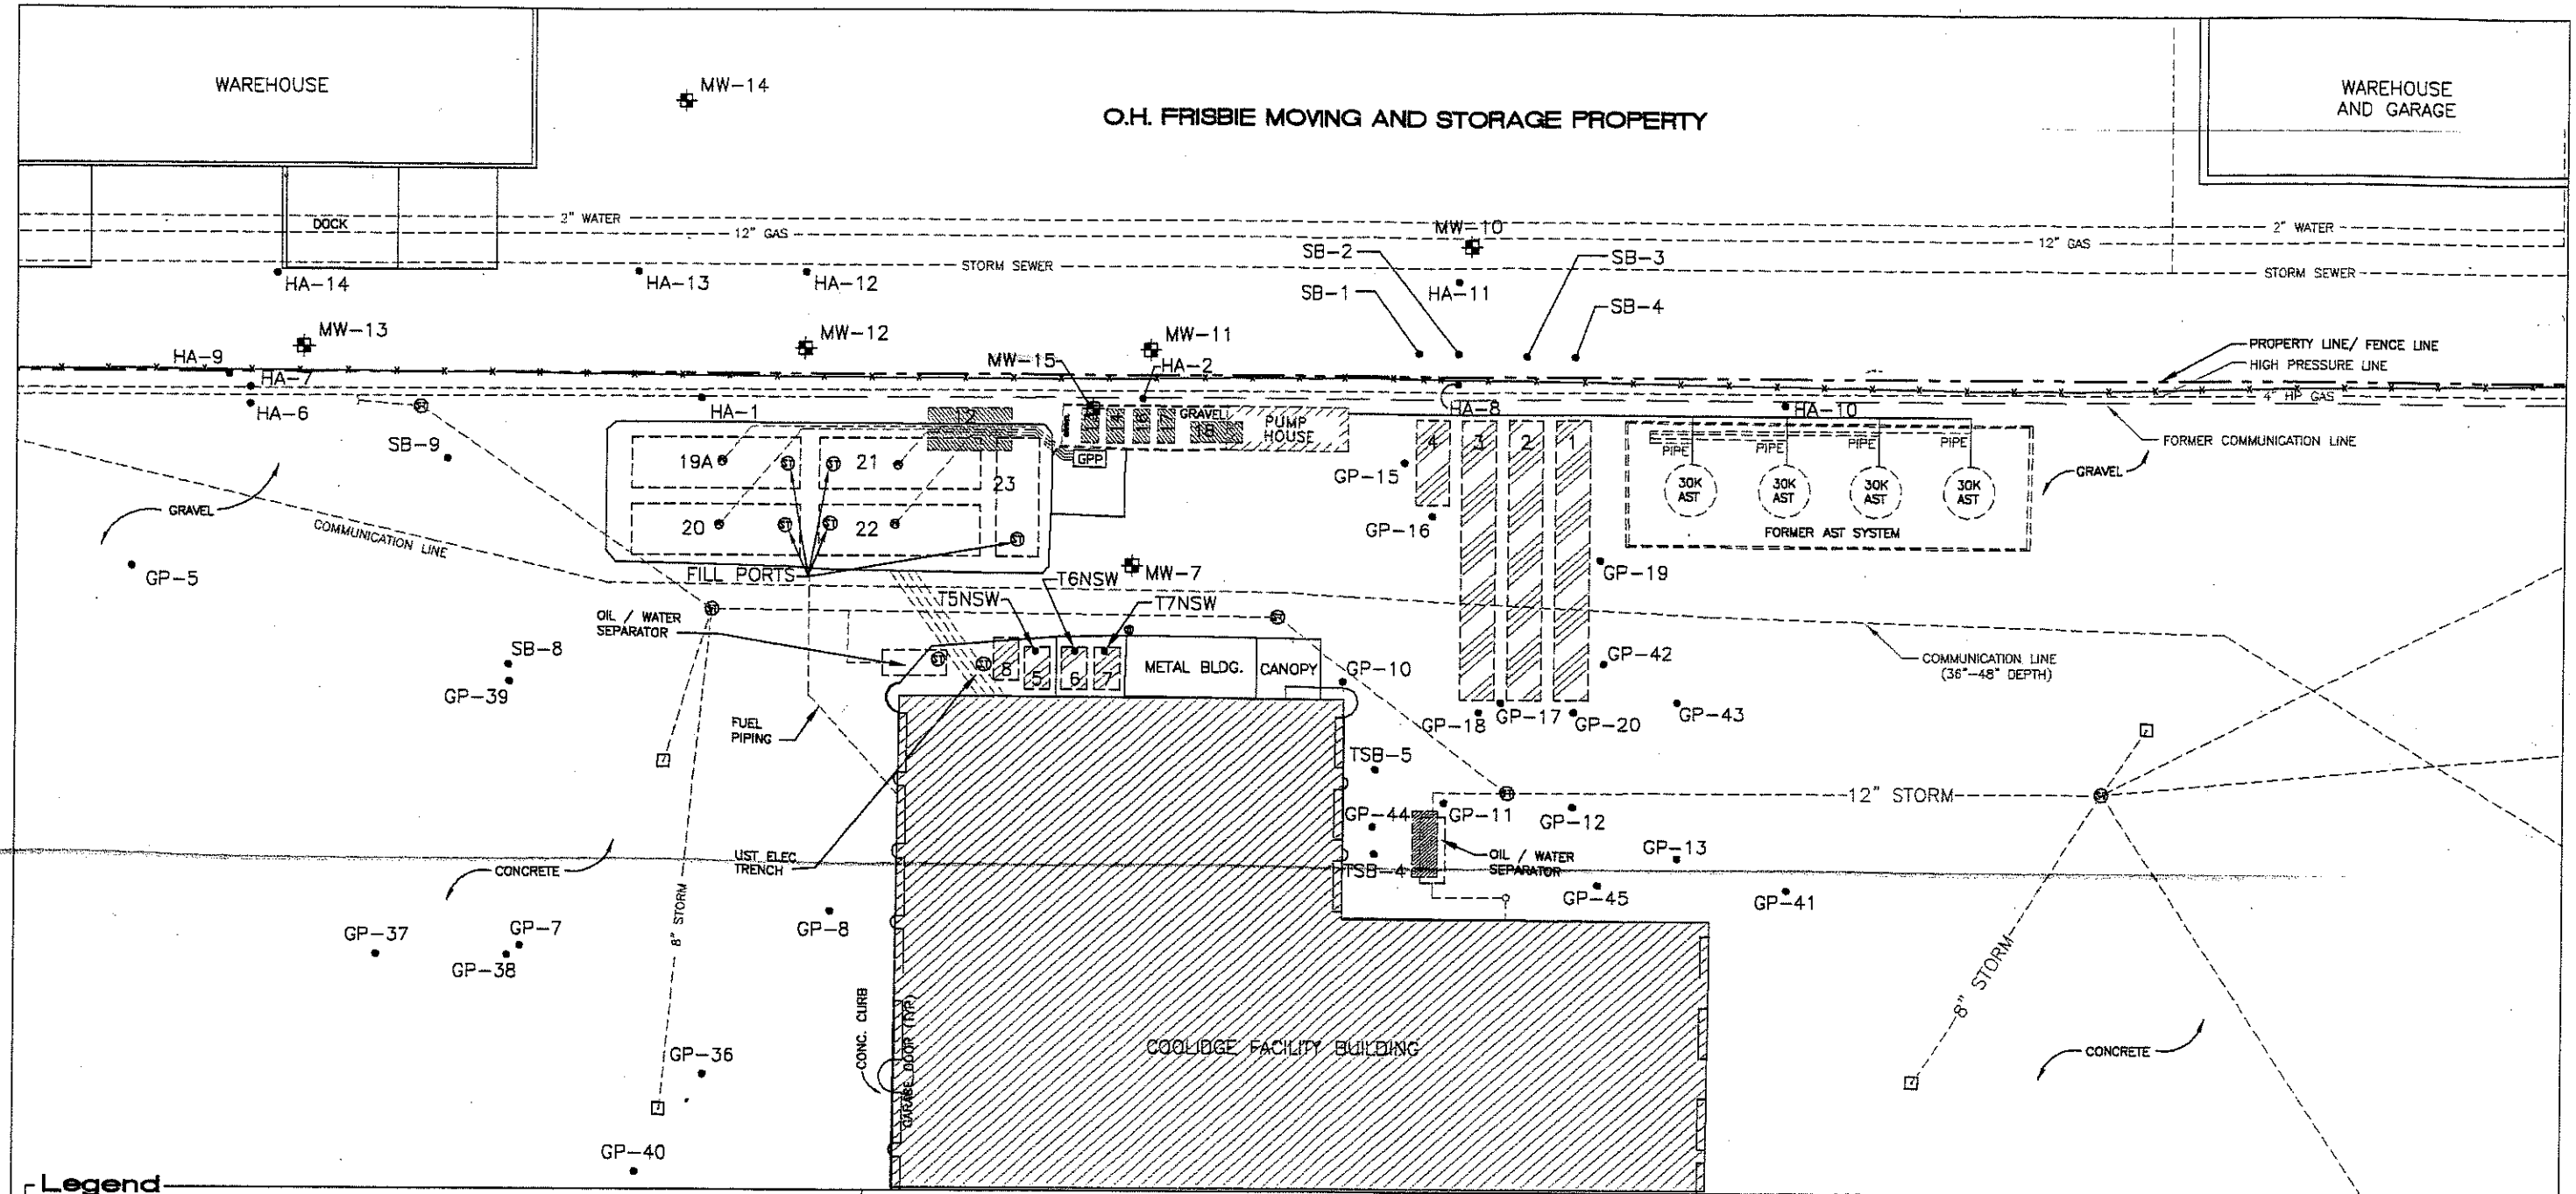 WAREHOUSE
MW-14
O.H. FRISBIE MOVING AND STORAGE PROPERTY
WAREHOUSE
AND GARAGE
DOCK
2" WATER
12" GAS
STORM SEWER
MW-10
2" WATER
12" GAS
STORM SEWER
HA-14
HA-13
HA-12
SB-2
SB-1
HA-11
SB-3
SB-4
MW-13
MW-12
MW-11
MW-15
HA-2
HA-9
HA-7
HA-6
HA-1
HA-8
HA-10
PROPERTY LINE/ FENCE LINE
HIGH PRESSURE LINE
4" HP GAS
FORMER COMMUNICATION LINE
SB-9
12
14
16
17
GRAVEL
18
PUMP
HOUSE
GPP
19A
21
23
20
22
4
3
2
1
GP-15
GP-16
PIPE
PIPE
PIPE
PIPE
30K
AST
30K
AST
30K
AST
30K
AST
FORMER AST SYSTEM
GRAVEL
GRAVEL
COMMUNICATION LINE
GP-5
FILL PORTS
MW-7
GP-19
T6NSW
T5NSW
T7NSW
OIL / WATER
SEPARATOR
8
5
6
7
METAL BLDG.
CANOPY
GP-10
GP-42
COMMUNICATION LINE
(36"-48" DEPTH)
SB-8
GP-39
FUEL
PIPING
GP-18
GP-17
GP-20
GP-43
TSB-5
12" STORM
GP-44
GP-11
GP-12
UST ELEC
TRENCH
CONCRETE
TSB-4
OIL / WATER
SEPARATOR
GP-13
GP-45
GP-41
8" STORM
GP-37
GP-7
GP-38
GP-8
8" STORM
CONC. CURB
GARAGE DOOR (TYP.)
COOLIDGE FACILITY BUILDING
CONCRETE
GP-36
GP-40
Legend